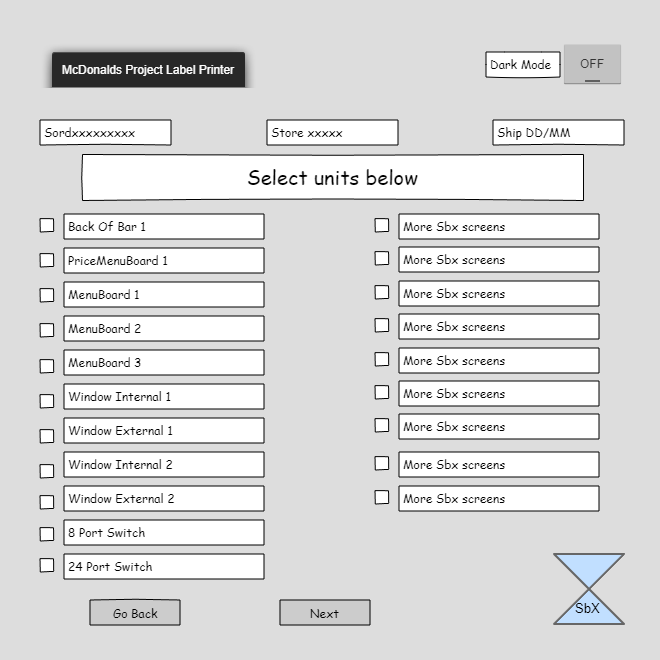 McDonalds Project Label Printer
Dark Mode
OFF
Sordxxxxxxxxx
Store xxxxx
Ship DD/MM
Select units below
Back Of Bar 1
More Sbx screens
PriceMenuBoard 1
More Sbx screens
MenuBoard 1
More Sbx screens
MenuBoard 2
More Sbx screens
MenuBoard 3
More Sbx screens
Window Internal 1
More Sbx screens
Window External 1
More Sbx screens
Window Internal 2
More Sbx screens
Window External 2
More Sbx screens
8 Port Switch
24 Port Switch
Go Back
Next
SbX